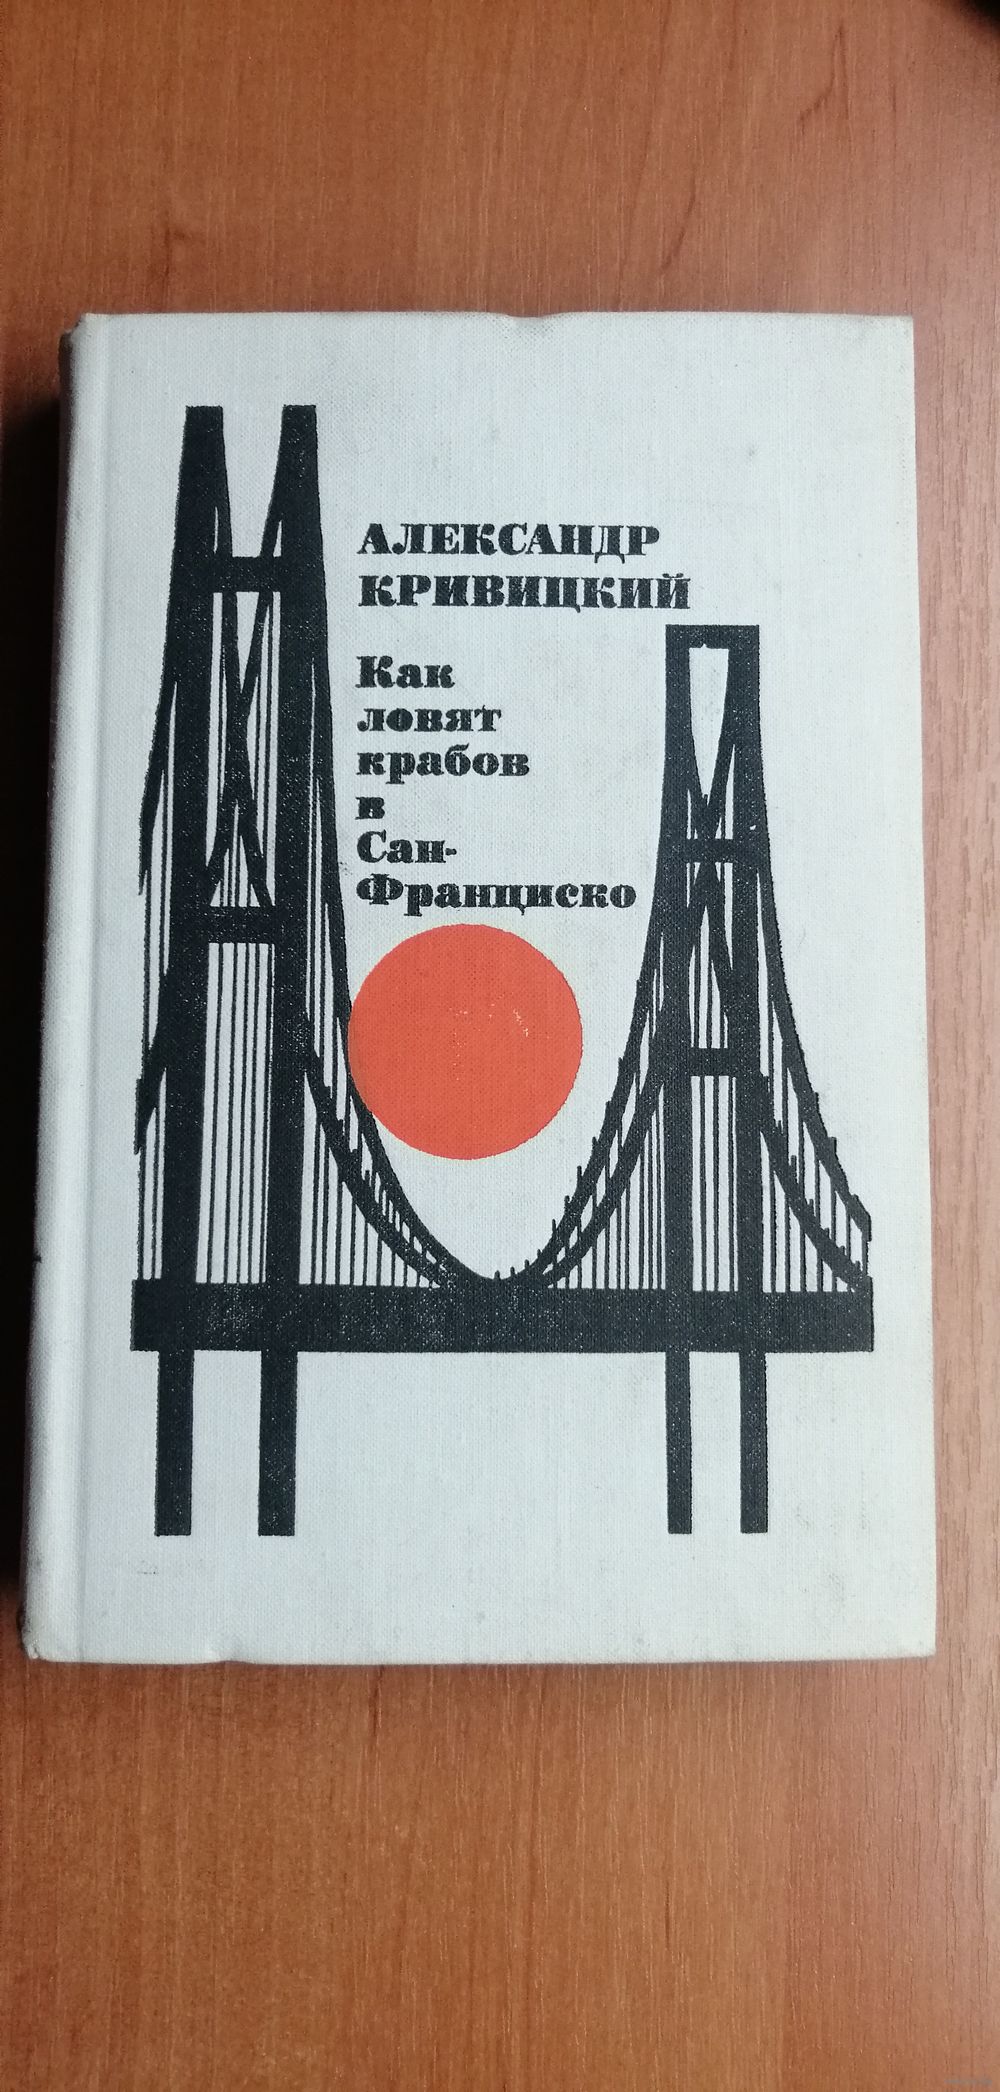 АЛЕКСАНДР
КРИВИЦКИЙ
Как
ловят
крабов
в
Сан-
Франциско